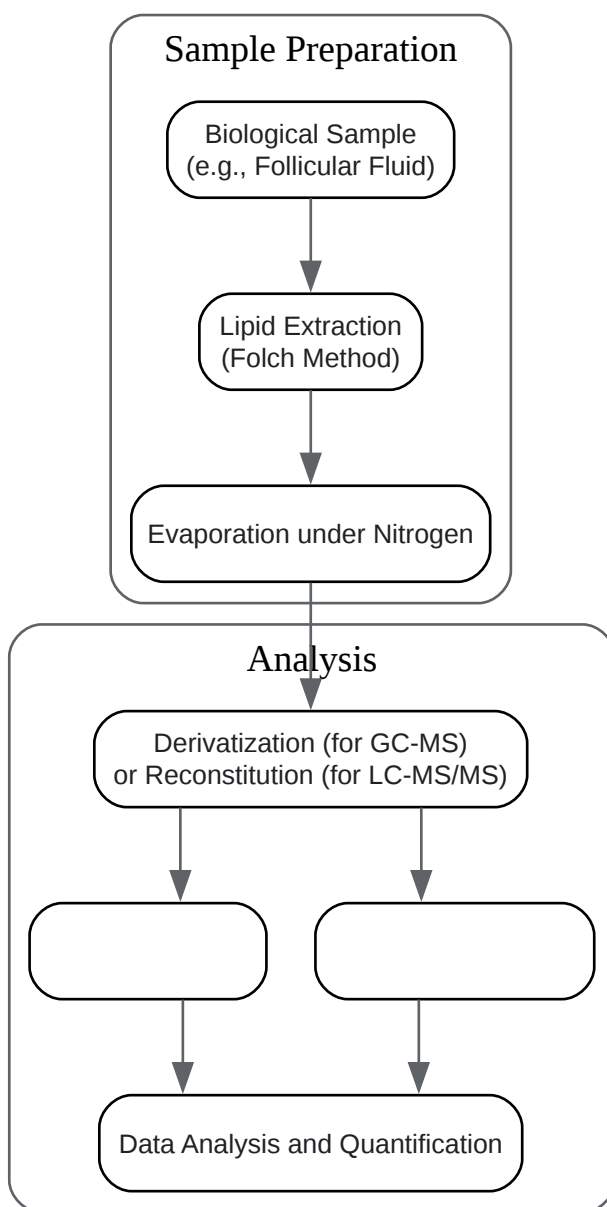 Sample Preparation
Biological Sample
(e.g., Follicular Fluid)
Lipid Extraction
(Folch Method)
Evaporation under Nitrogen
Analysis
Derivatization (for GC-MS)
or Reconstitution (for LC-MS/MS)
Data Analysis and Quantification